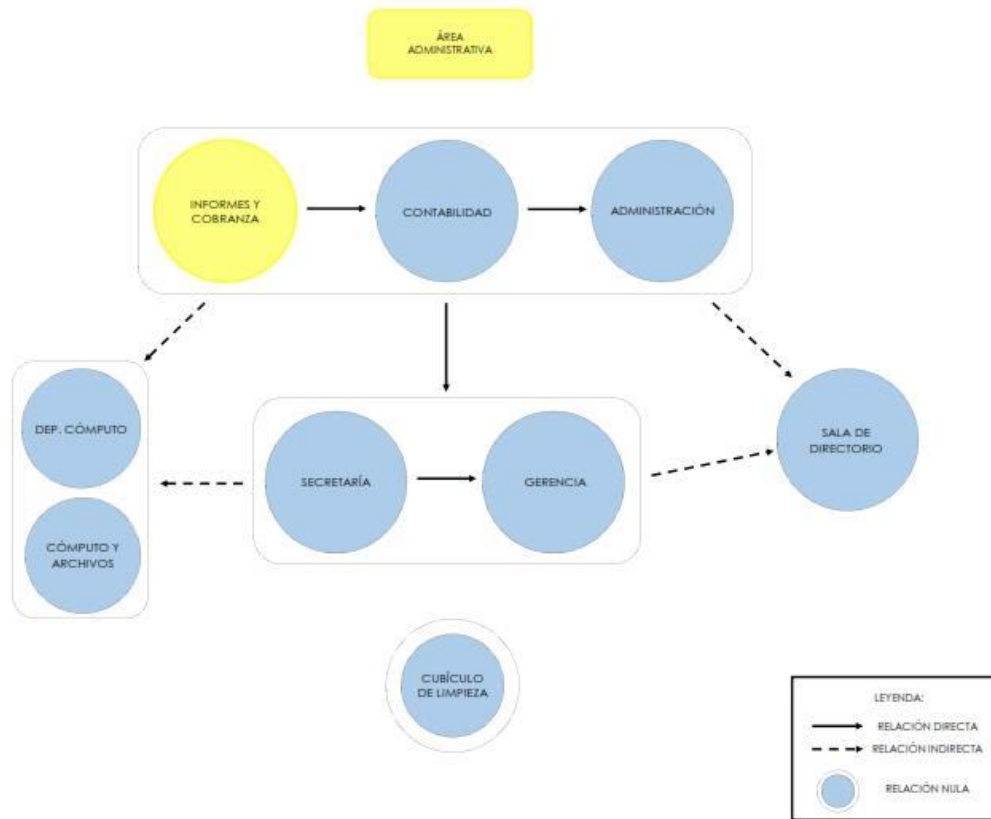 ÁREA
ADMINISTRATIVA
INFORMES Y
COBRANZA
CONTABILIDAD
ADMINISTRACIÓN
DEP. CÓMPUTO
CÓMPUTO Y
ARCHIVOS
SECRETARÍA
GERENCIA
SALA DE
DIRECTORIO
CUBÍCULO
DE LIMPIEZA
LEYENDA:
RELACIÓN DIRECTA
RELACIÓN INDIRECTA
RELACIÓN NULA